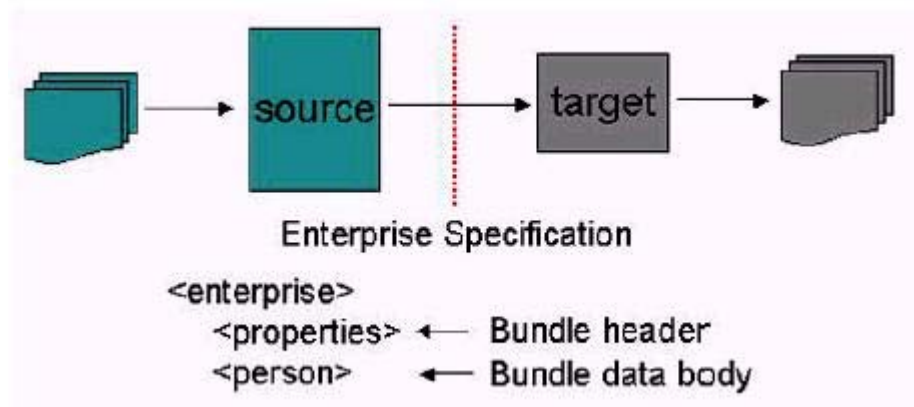 source
target
Enterprise Specification
<enterprise>
<properties> Bundle header
<person> Bundle data body